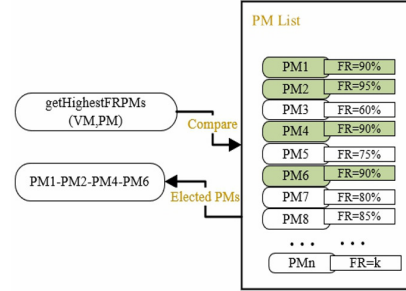 PM List
PM1 FR=90%
PM2 FR=95%
PM3 FR=60%
PM4 FR=90%
PM5 FR=75%
PM6 FR=90%
PM7 FR=80%
PM8 FR=85%
... ...
PMn FR=k
getHighestFRPMs
(VM,PM)
Compare
PM1-PM2-PM4-PM6
Elected PMs